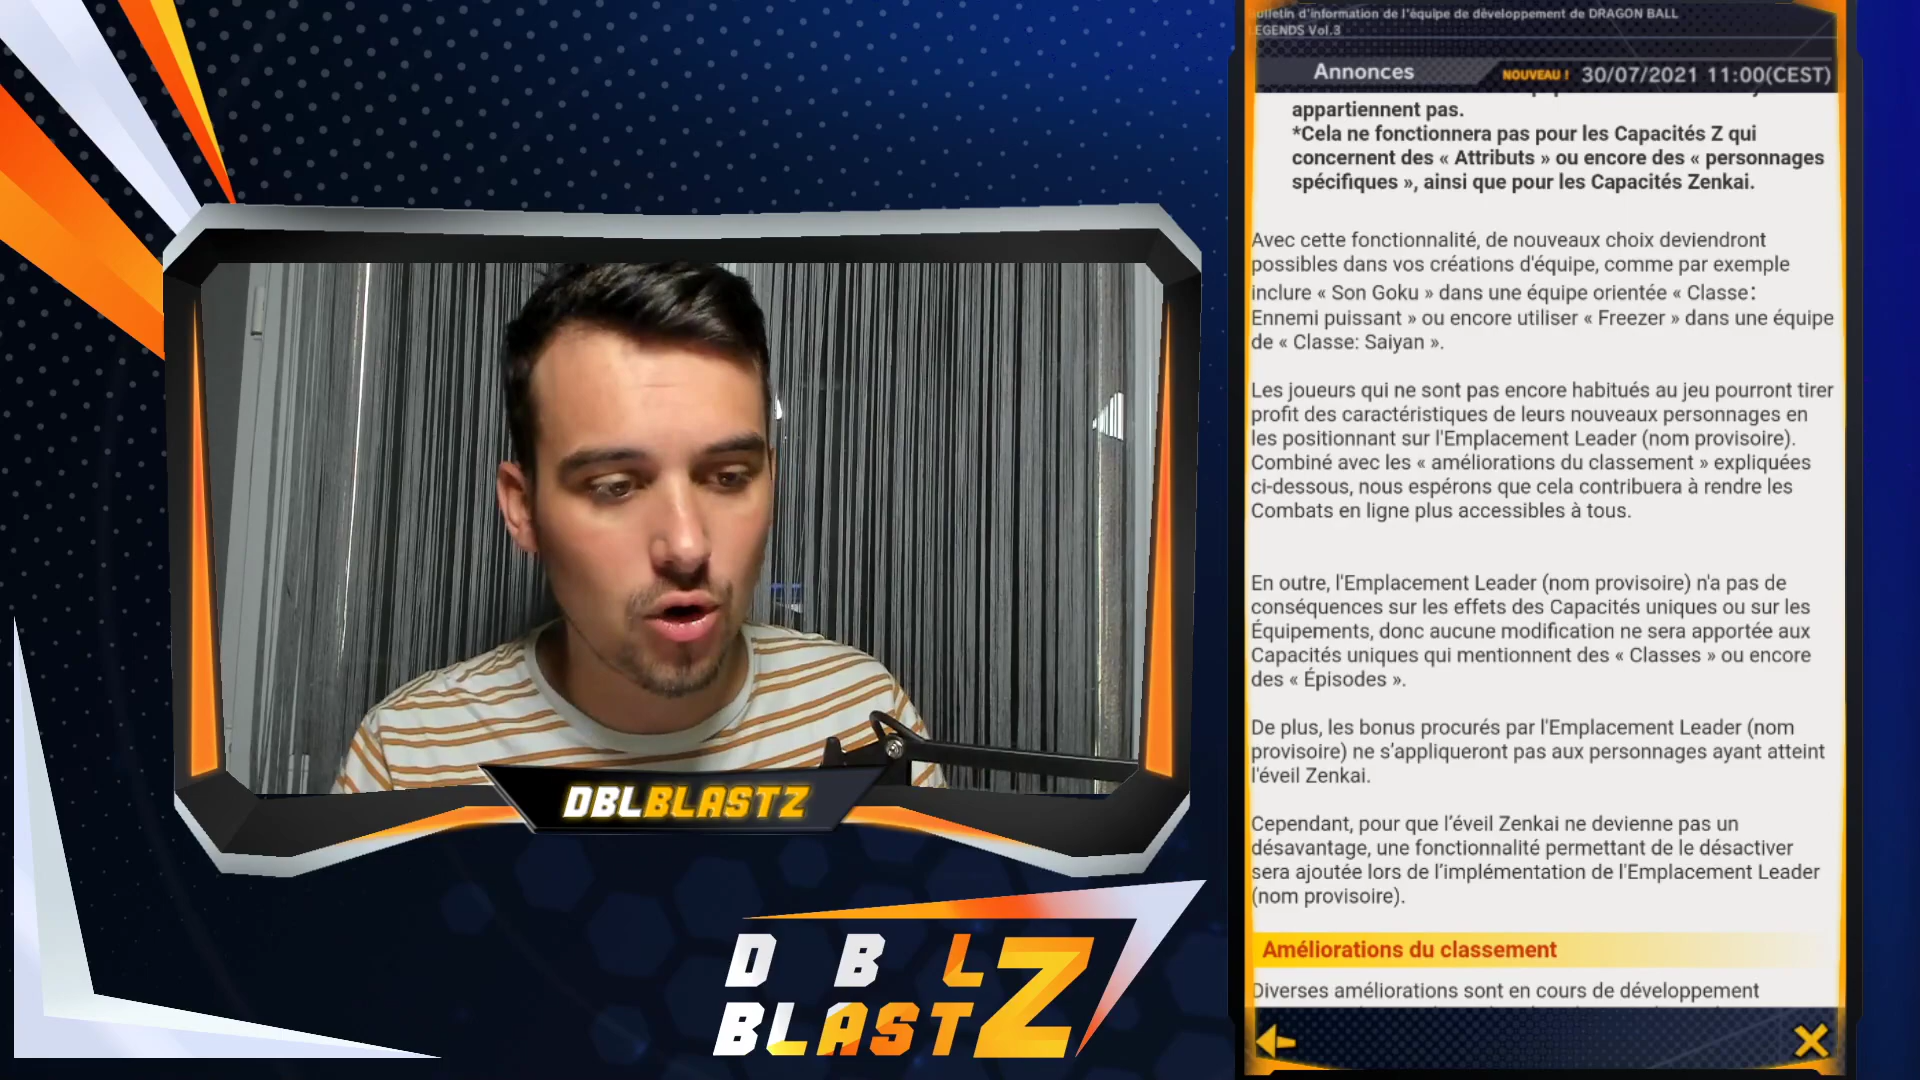 Bulletin d'information de l'équipe de développement de DRAGON BALL
LEGENDS Vol.3
Annonces NOUVEAU ! 30/07/2021 11:00(CEST)
appartiennent pas.
*Cela ne fonctionnera pas pour les Capacités Z qui
concernent des « Attributs » ou encore des « personnages
spécifiques », ainsi que pour les Capacités Zenkai.
Avec cette fonctionnalité, de nouveaux choix deviendront
possibles dans vos créations d'équipe, comme par exemple
inclure « Son Goku » dans une équipe orientée « Classe:
Ennemi puissant » ou encore utiliser « Freezer » dans une équipe
de « Classe: Saiyan ».
Les joueurs qui ne sont pas encore habitués au jeu pourront tirer
profit des caractéristiques de leurs nouveaux personnages en
les positionnant sur l'Emplacement Leader (nom provisoire).
Combiné avec les « améliorations du classement » expliquées
ci-dessous, nous espérons que cela contribuera à rendre les
Combats en ligne plus accessibles à tous.
En outre, l'Emplacement Leader (nom provisoire) n'a pas de
conséquences sur les effets des Capacités uniques ou sur les
Équipements, donc aucune modification ne sera apportée aux
Capacités uniques qui mentionnent des « Classes » ou encore
des « Épisodes ».
De plus, les bonus procurés par l'Emplacement Leader (nom
provisoire) ne s'appliqueront pas aux personnages ayant atteint
l'éveil Zenkai.
Cependant, pour que l'éveil Zenkai ne devienne pas un
désavantage, une fonctionnalité permettant de le désactiver
sera ajoutée lors de l'implémentation de l'Emplacement Leader
(nom provisoire).
Améliorations du classement
Diverses améliorations sont en cours de développement
DBLBLASTZ
DBL
BLASTZ